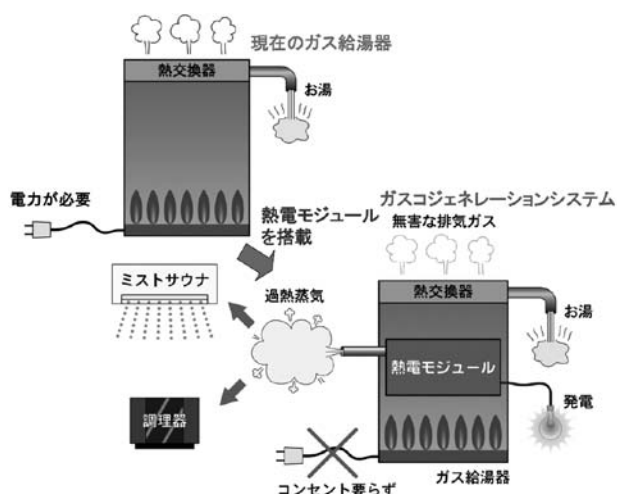 現在のガス給湯器
熱交換器
お湯
電力が必要
熱電モジュール
を搭載
ガスコジェネレーションシステム
無害な排気ガス
ミストサウナ
過熱蒸気
熱交換器
お湯
熱電モジュール
発電
調理器
ガス給湯器
コンセント要らず